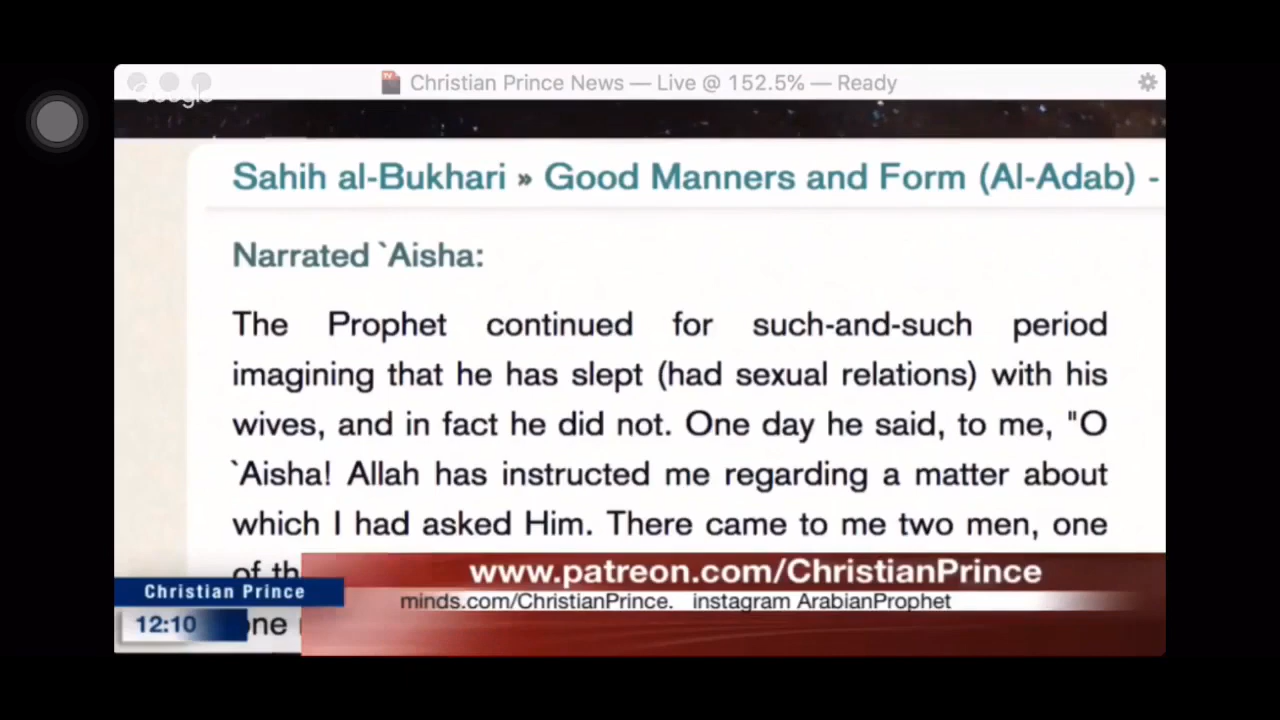 Christian Prince News — Live @ 152.5% — Ready
Google
Sahih al-Bukhari » Good Manners and Form (Al-Adab) -
Narrated `Aisha:
The Prophet continued for such-and-such period
imagining that he has slept (had sexual relations) with his
wives, and in fact he did not. One day he said, to me, "O
`Aisha! Allah has instructed me regarding a matter about
which I had asked Him. There came to me two men, one
of th
www.patreon.com/ChristianPrince
Christian Prince
minds.com/ChristianPrince. instagram ArabianProphet
12:10